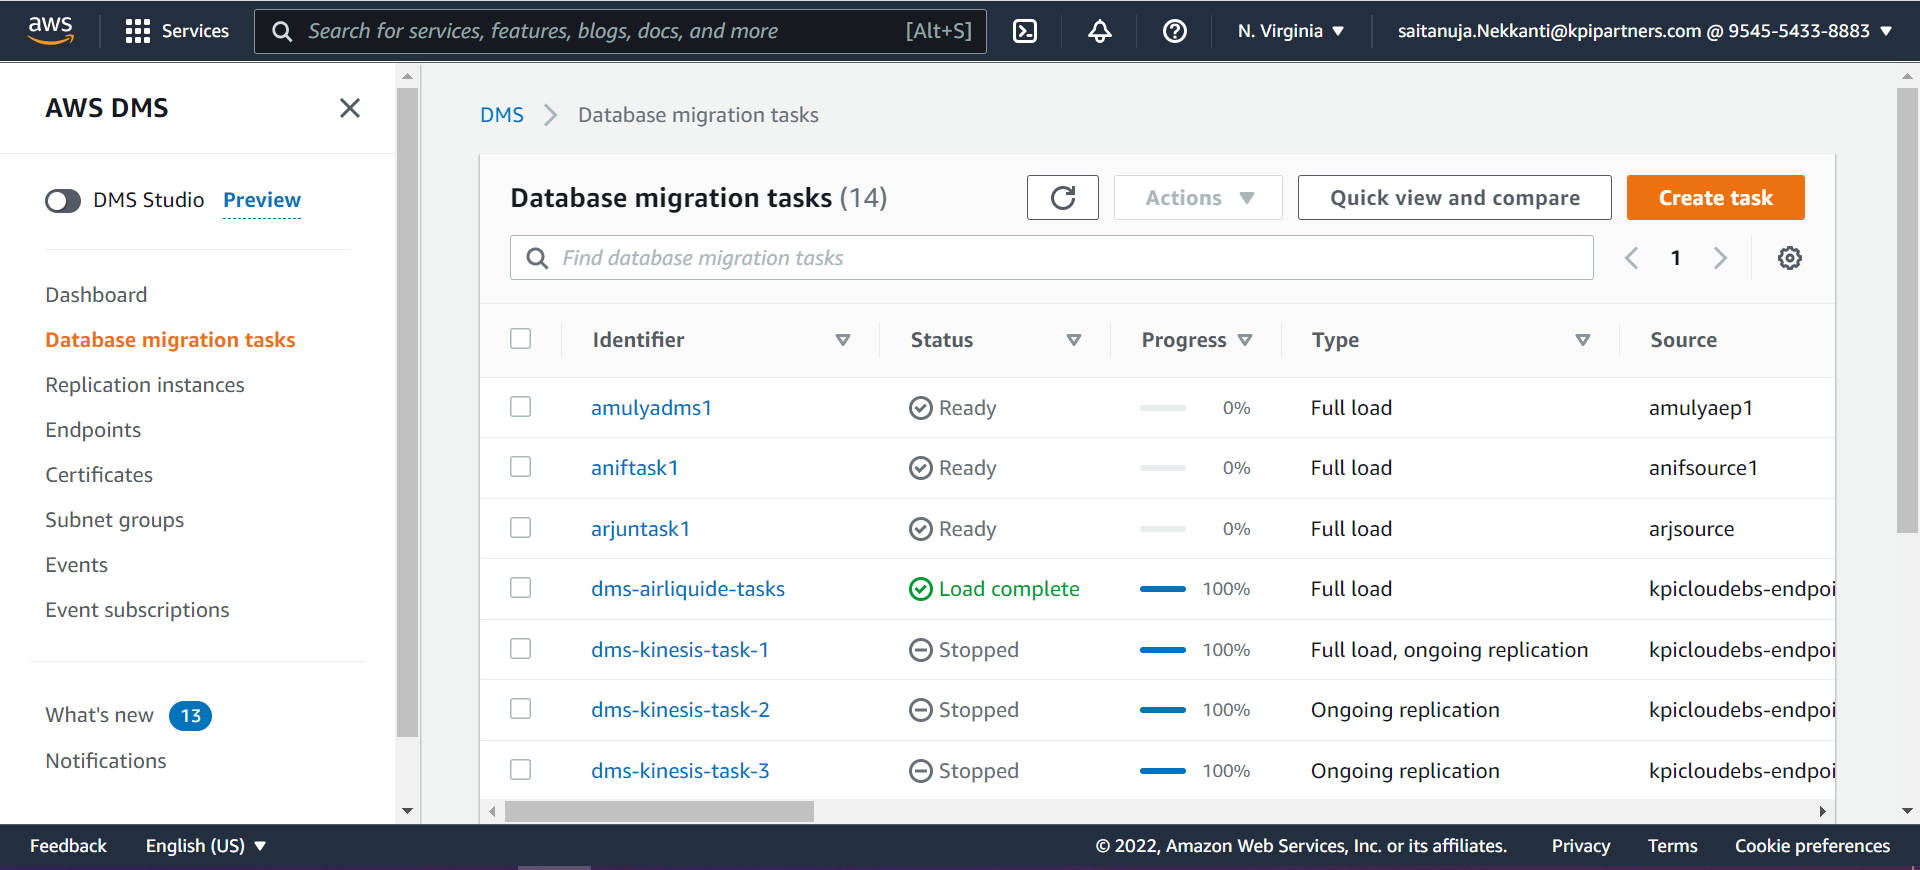 aws
Services
Search for services, features, blogs, docs, and more
[Alt+S]
N. Virginia
saitanuja.Nekkanti@kpipartners.com @ 9545-5433-8883
AWS DMS
DMS Studio Preview
Dashboard
Database migration tasks
Replication instances
Endpoints
Certificates
Subnet groups
Events
Event subscriptions
What's new 13
Notifications
DMS Database migration tasks
Database migration tasks (14)
Actions
Quick view and compare
Create task
Find database migration tasks
1
Identifier Status Progress Type Source
amulyadms1 Ready 0% Full load amulyaep1
aniftask1 Ready 0% Full load anifsource1
arjuntask1 Ready 0% Full load arjsource
dms-airliquide-tasks Load complete 100% Full load kpicloudebs-endpoi
dms-kinesis-task-1 Stopped 100% Full load, ongoing replication kpicloudebs-endpoi
dms-kinesis-task-2 Stopped 100% Ongoing replication kpicloudebs-endpoi
dms-kinesis-task-3 Stopped 100% Ongoing replication kpicloudebs-endpoi
Feedback English (US) © 2022, Amazon Web Services, Inc. or its affiliates. Privacy Terms Cookie preferences